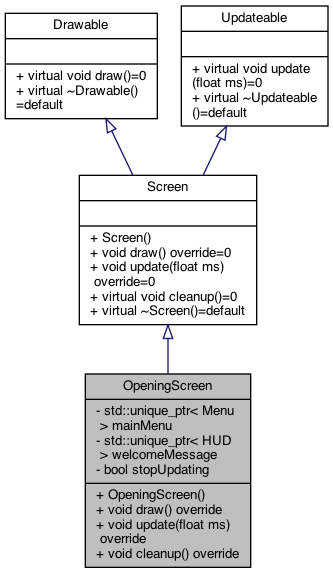 Drawable
+ virtual void draw()=0
+ virtual ~Drawable()
=default
Updateable
+ virtual void update
(float ms)=0
+ virtual ~Updateable
()=default
Screen
+ Screen()
+ void draw() override=0
+ void update(float ms)
override=0
+ virtual void cleanup()=0
+ virtual ~Screen()=default
OpeningScreen
- std::unique_ptr< Menu
> mainMenu
- std::unique_ptr< HUD
> welcomeMessage
- bool stopUpdating
+ OpeningScreen()
+ void draw() override
+ void update(float ms)
override
+ void cleanup() override